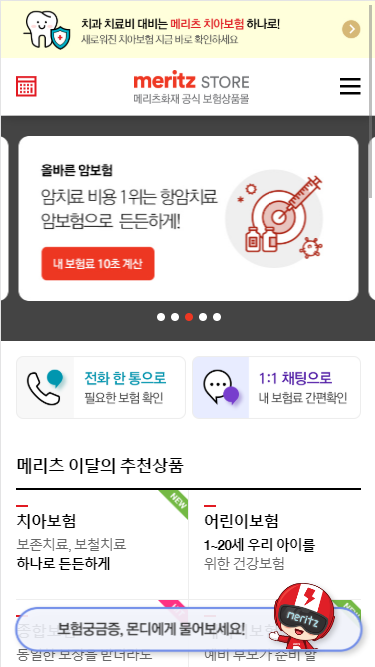 치과 치료비 대비는 메리츠 치아보험 하나로!
새로워진 치아보험 지금 바로 확인하세요
meritz STORE
메리츠화재 공식 보험상품몰
올바른 암보험
암치료 비용 1위는 항암치료
암보험으로 든든하게!
내 보험료 10초 계산
전화 한 통으로
필요한 보험 확인
1:1 채팅으로
내 보험료 간편확인
메리츠 이달의 추천상품
NEW
치아보험
보존치료, 보철치료
하나로 든든하게
어린이보험
1~20세 우리 아이를
위한 건강보험
meritz
보험궁금증, 몬디에게 물어보세요!
동일한 보상을 받더라도
예비 부모가 준비할